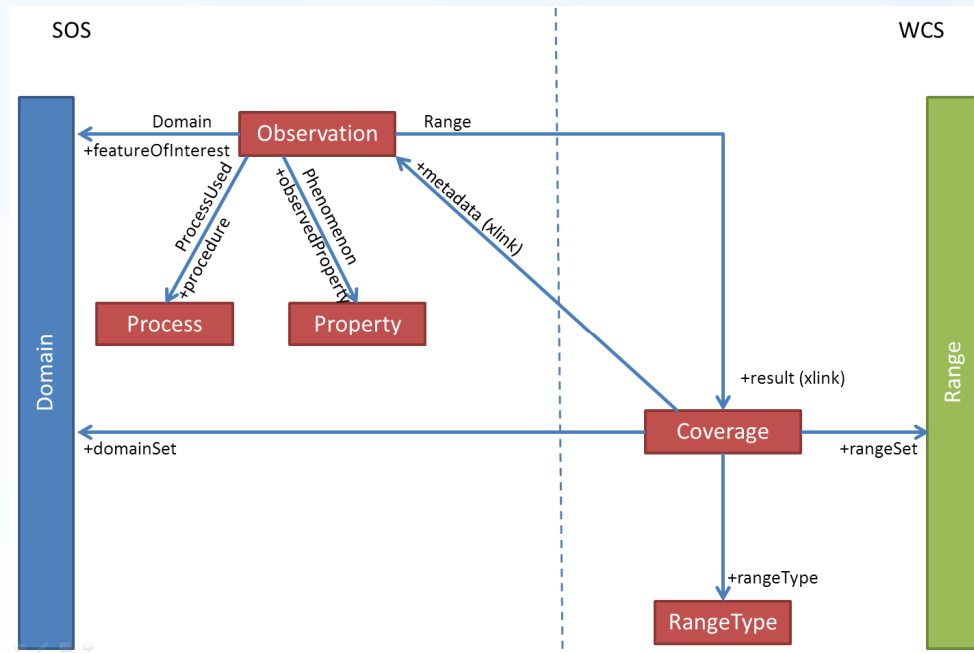 SOS
WCS
Domain
Observation
Range
+featureOfInterest
ProcessUsed
+procedure
Phenomenon
+observedProperty
+metadata (xlink)
Process
Property
Domain
Range
+result (xlink)
Coverage
+domainSet
+rangeSet
+rangeType
RangeType